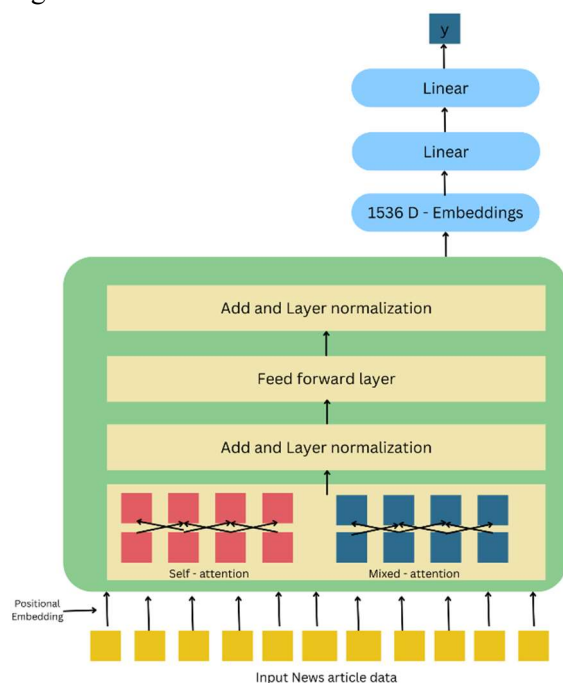 y
Linear
Linear
1536 D - Embeddings
Add and Layer normalization
Feed forward layer
Add and Layer normalization
Self - attention
Mixed - attention
Positional
Embedding
Input News article data